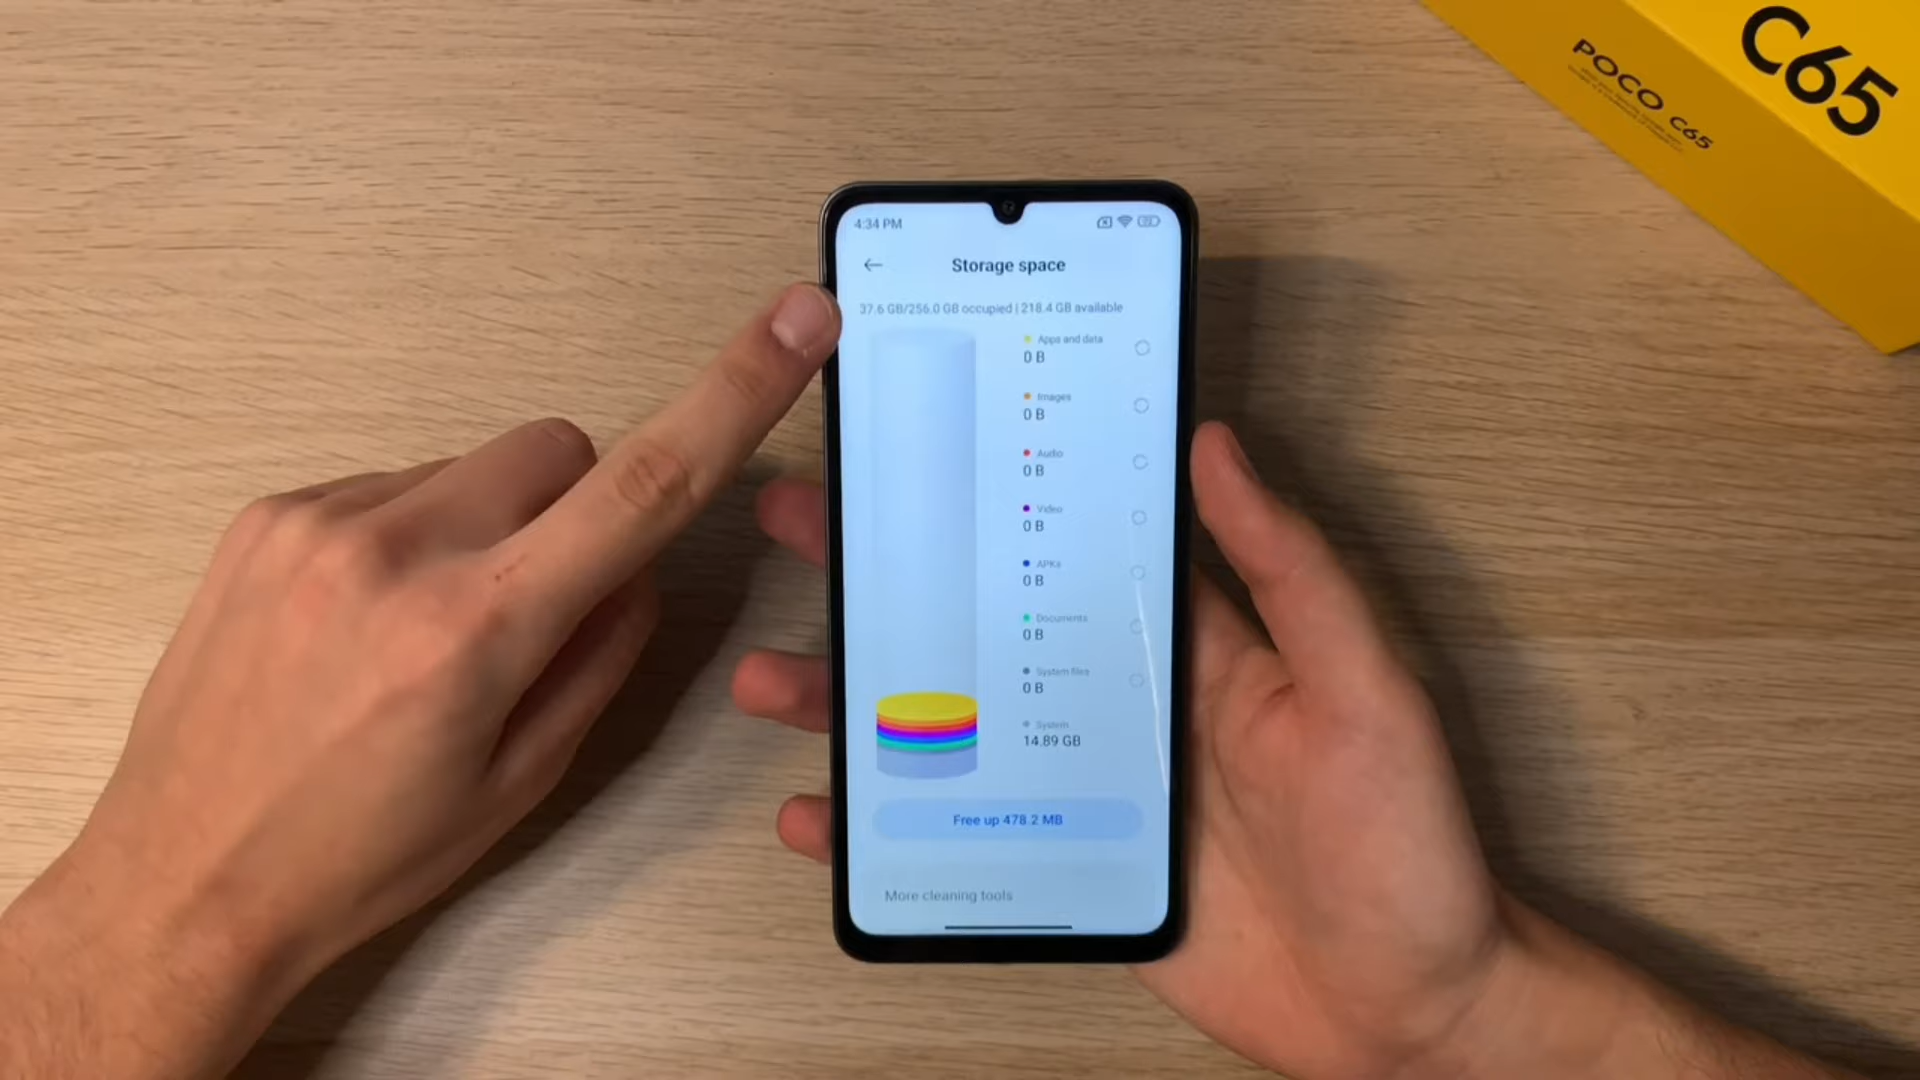 C65
POCO C65
4:34 PM
Storage space
37.6 GB/256.0 GB occupied | 218.4 GB available
Apps and data
0 B
Images
0 B
Audio
0 B
Video
0 B
APKs
0 B
Documents
0 B
System files
0 B
System
14.89 GB
Free up 478.2 MB
More cleaning tools